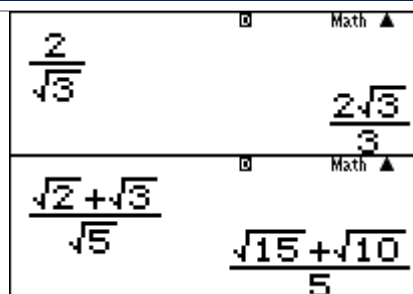 D Math ▲
2/√3
2√3/3
D Math ▲
(√2+√3)/√5
(√15+√10)/5